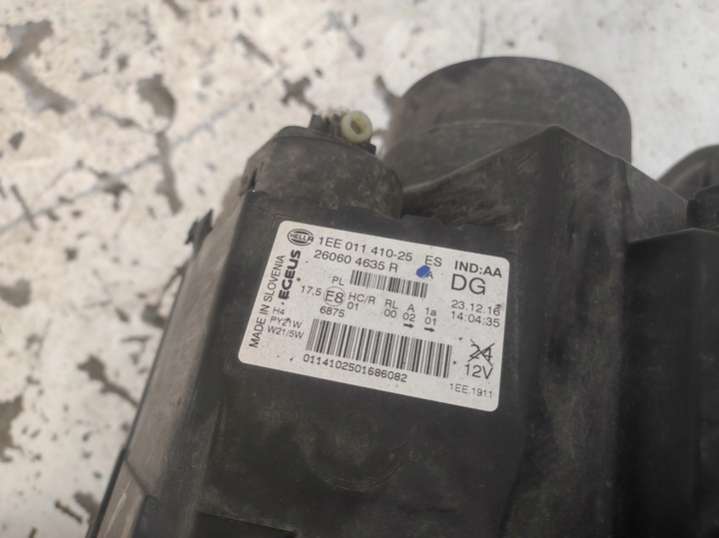 HELLA 1EE 011 410-25 ES IND:AA
26060 4635 R A DG
PL 23.12.16
17.5 E8 HC/R RL A 1a 14:04:35
01 00 02 01
H4 6875
PY21W
W21/5W
MADE IN SLOVENIA
EGELIS
24
12V
0114102501686082
1EE.1911